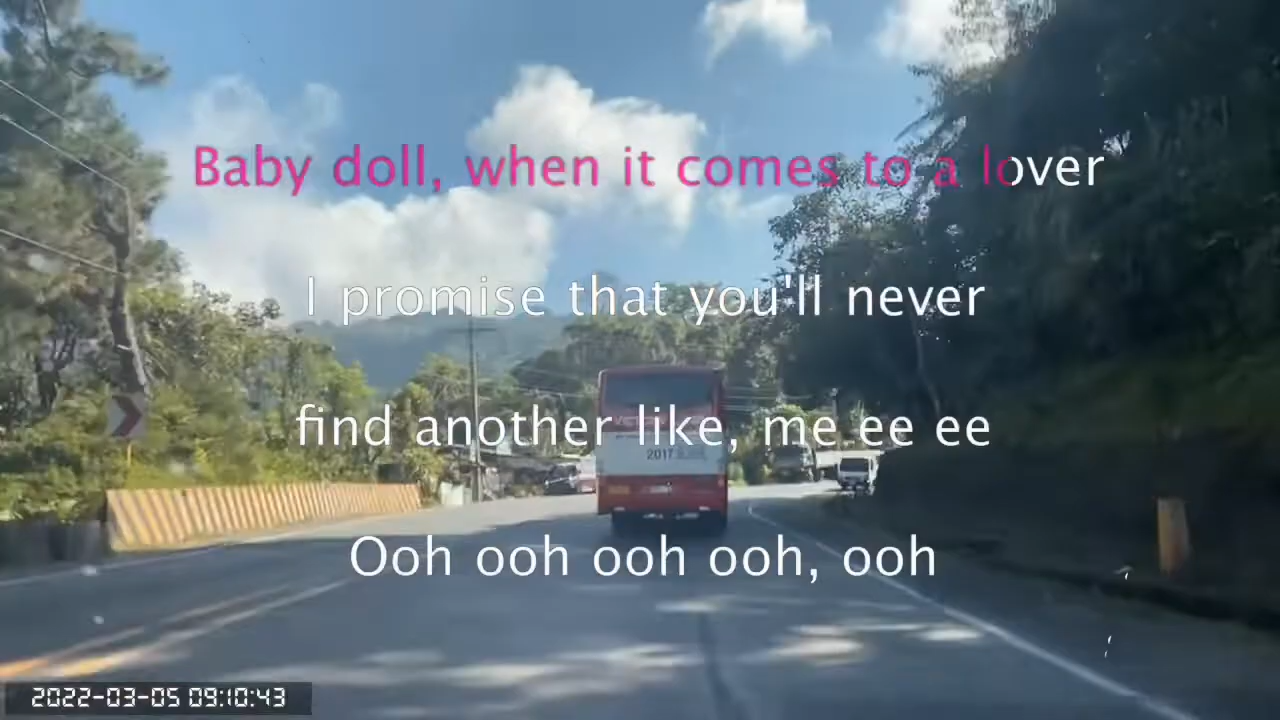 Baby doll, when it comes to a lover
I promise that you'll never
find another like, me ee ee
2017
Ooh ooh ooh ooh, ooh
2022-03-05 09:10:43